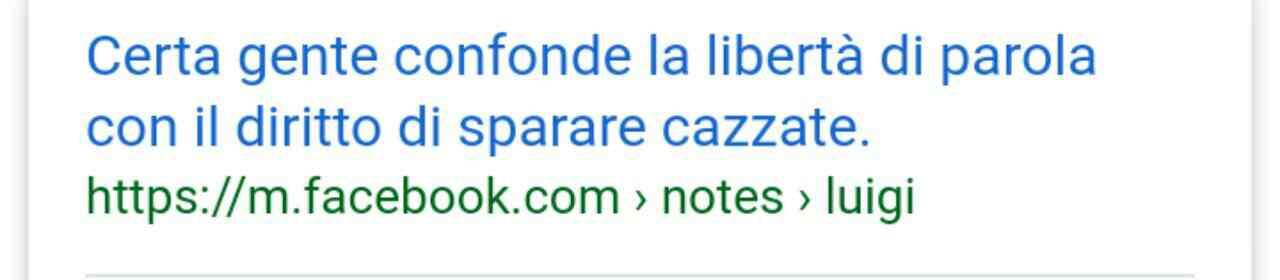 Certa gente confonde la libertà di parola
con il diritto di sparare cazzate.
https://m.facebook.com › notes › luigi